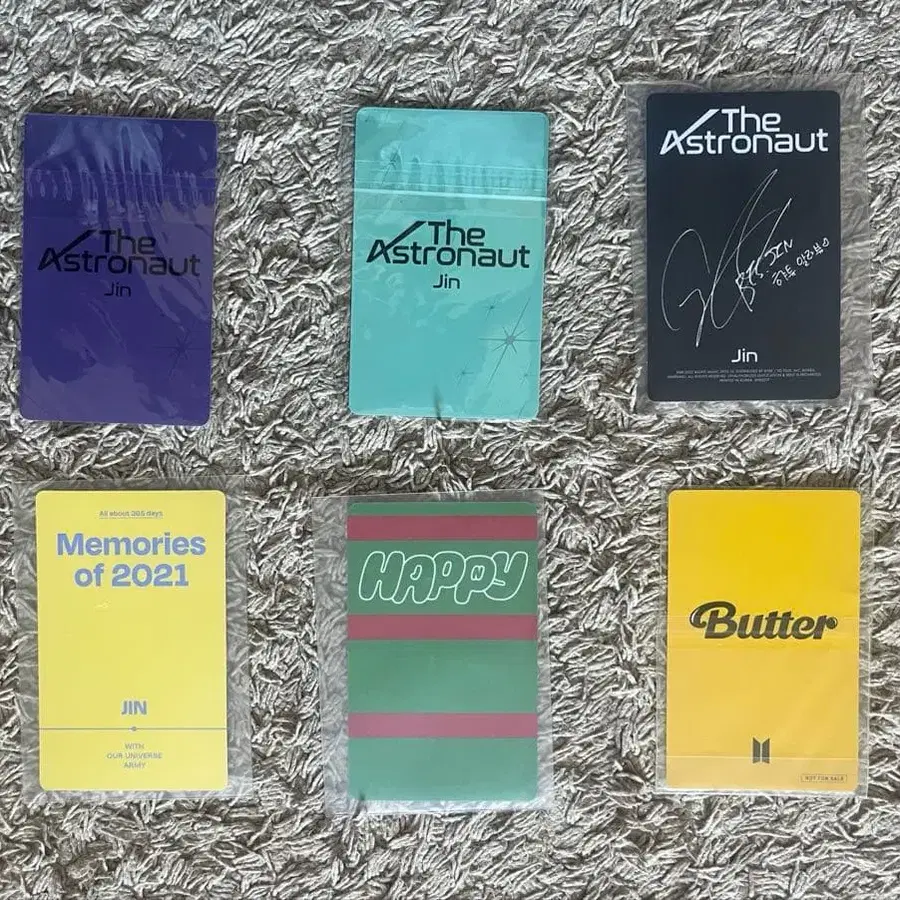 The
Astronaut
Jin
The
Astronaut
Jin
The
Astronaut
BTS. JIN
Jin
All about 365 days
Memories
of 2021
JIN
WITH
OUR UNIVERSE
ARMY
HAPPY
Butter
NOT FOR SALE